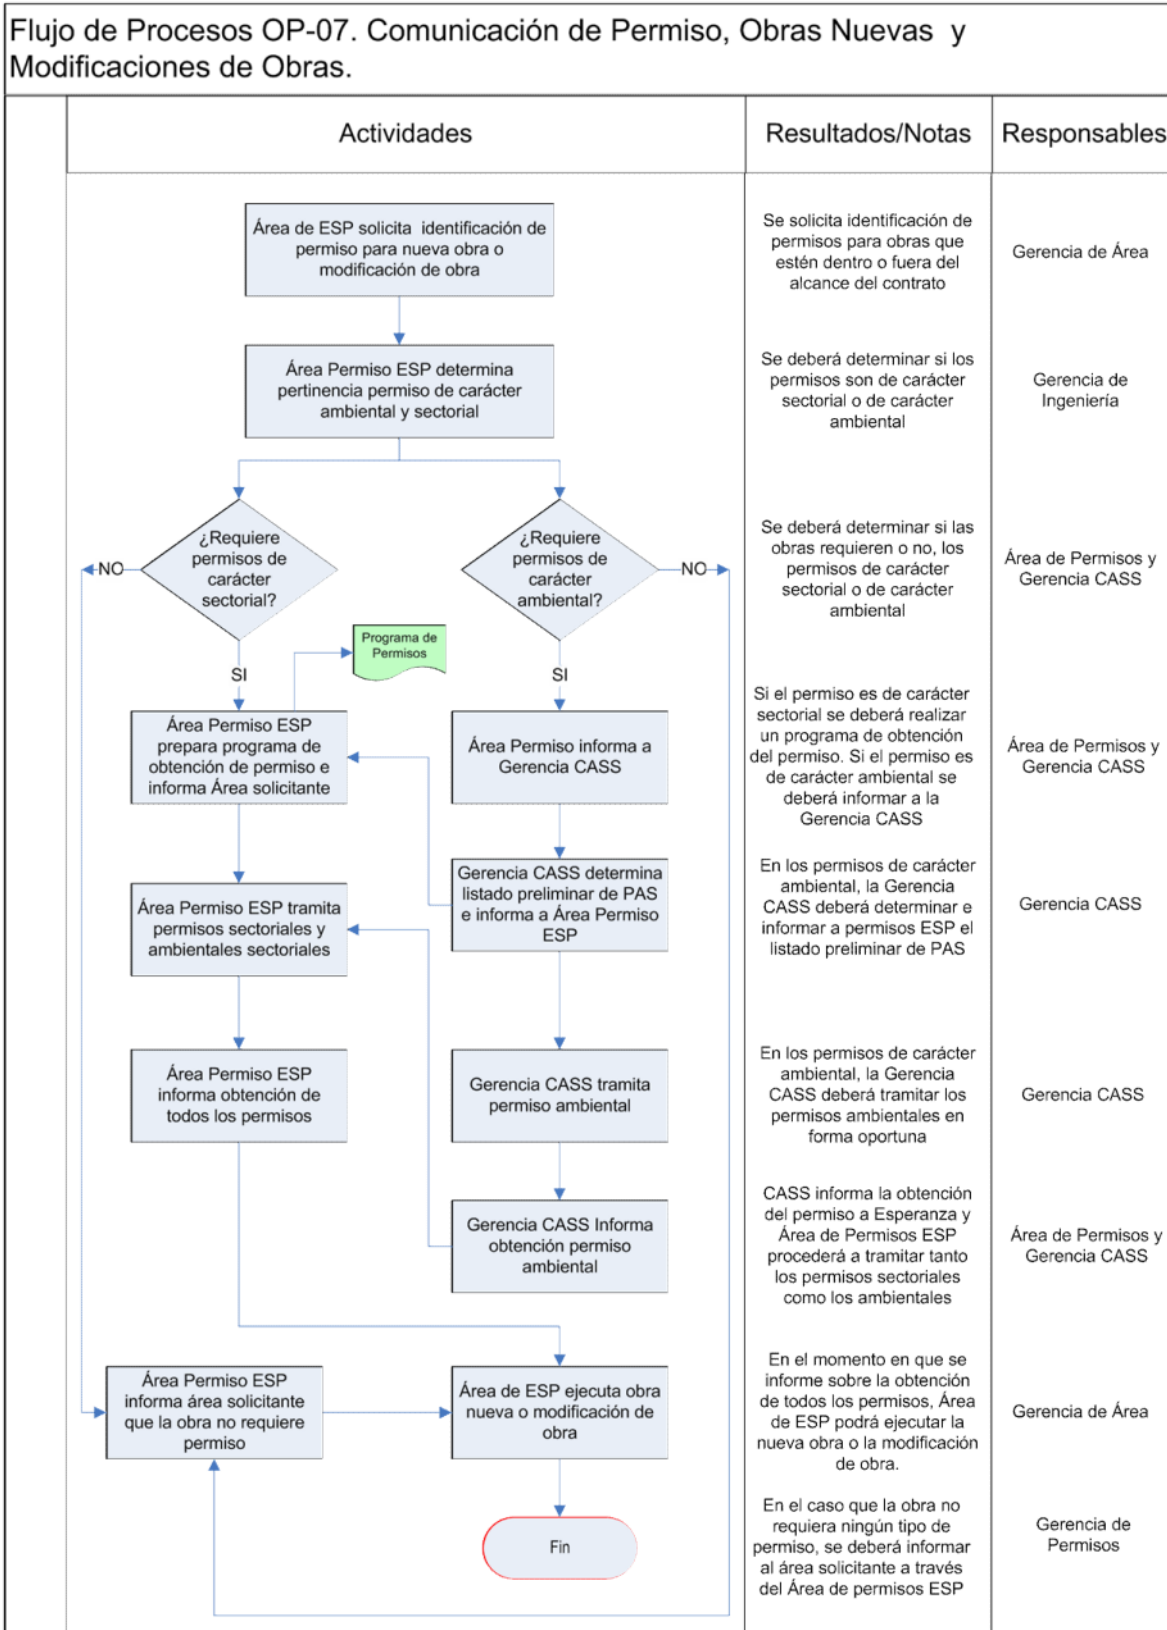 Flujo de Procesos OP-07. Comunicación de Permiso, Obras Nuevas y
Modificaciones de Obras.
Actividades
Resultados/Notas
Responsables
Área de ESP solicita identificación de
permiso para nueva obra o
modificación de obra
Se solicita identificación de
permisos para obras que
estén dentro o fuera del
alcance del contrato
Gerencia de Área
Área Permiso ESP determina
pertinencia permiso de carácter
ambiental y sectorial
Se deberá determinar si los
permisos son de carácter
sectorial o de carácter
ambiental
Gerencia de
Ingeniería
¿Requiere
permisos de
carácter
sectorial?
NO
SI
¿Requiere
permisos de
carácter
ambiental?
NO
SI
Se deberá determinar si las
obras requieren o no, los
permisos de carácter
sectorial o de carácter
ambiental
Área de Permisos y
Gerencia CASS
Programa de
Permisos
Área Permiso ESP
prepara programa de
obtención de permiso e
informa Área solicitante
Área Permiso informa a
Gerencia CASS
Si el permiso es de carácter
sectorial se deberá realizar
un programa de obtención
del permiso. Si el permiso es
de carácter ambiental se
deberá informar a la
Gerencia CASS
Área de Permisos y
Gerencia CASS
Área Permiso ESP tramita
permisos sectoriales y
ambientales sectoriales
Gerencia CASS determina
listado preliminar de PAS
e informa a Área Permiso
ESP
En los permisos de carácter
ambiental, la Gerencia
CASS deberá determinar e
informar a permisos ESP el
listado preliminar de PAS
Gerencia CASS
Área Permiso ESP
informa obtención de
todos los permisos
Gerencia CASS tramita
permiso ambiental
En los permisos de carácter
ambiental, la Gerencia
CASS deberá tramitar los
permisos ambientales en
forma oportuna
Gerencia CASS
Gerencia CASS Informa
obtención permiso
ambiental
CASS informa la obtención
del permiso a Esperanza y
Área de Permisos ESP
procederá a tramitar tanto
los permisos sectoriales
como los ambientales
Área de Permisos y
Gerencia CASS
Área Permiso ESP
informa área solicitante
que la obra no requiere
permiso
Área de ESP ejecuta obra
nueva o modificación de
obra
En el momento en que se
informe sobre la obtención
de todos los permisos, Área
de ESP podrá ejecutar la
nueva obra o la modificación
de obra.
Gerencia de Área
Fin
En el caso que la obra no
requiera ningún tipo de
permiso, se deberá informar
al área solicitante a través
del Área de permisos ESP
Gerencia de
Permisos